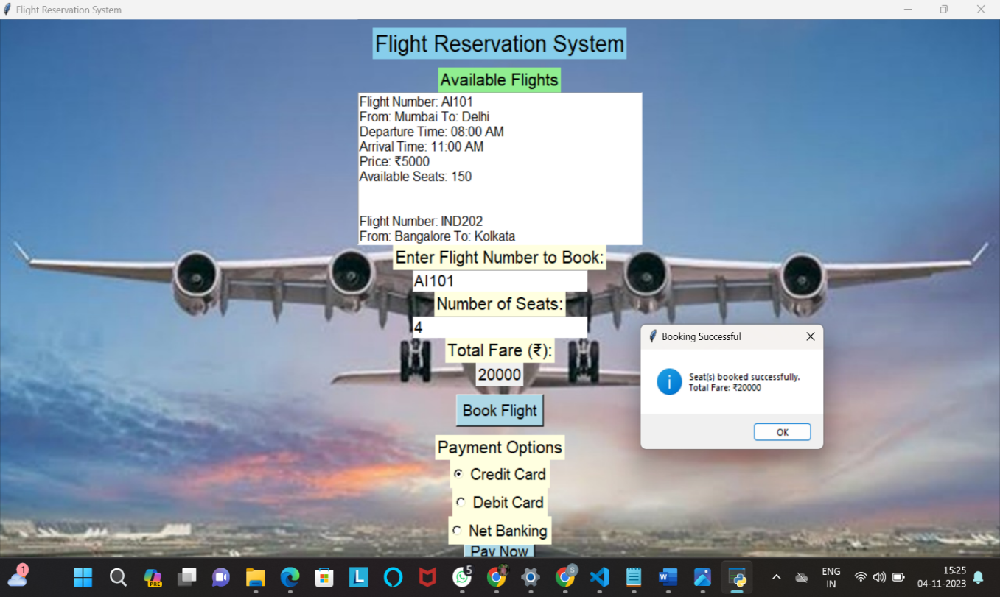 Flight Reservation System
Flight Reservation System
Available Flights
Flight Number: AI101
From: Mumbai To: Delhi
Departure Time: 08:00 AM
Arrival Time: 11:00 AM
Price: ₹5000
Available Seats: 150
Flight Number: IND202
From: Bangalore To: Kolkata
Enter Flight Number to Book:
AI101
Number of Seats:
4
Total Fare (₹):
20000
Book Flight
Booking Successful
Seat(s) booked successfully.
Total Fare: ₹20000
OK
Payment Options
Credit Card
Debit Card
Net Banking
Pay Now
1
PRE
L
5
S
ENG
IN
15:25
04-11-2023